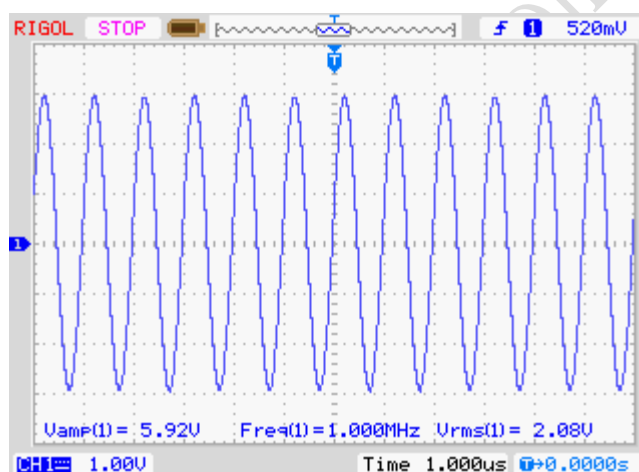 RIGOL STOP T f 1 520mV
T
1
Vamp(1)= 5.92V Freq(1)=1.000MHz Vrms(1)= 2.08V
CH1 1.00V Time 1.000us T→0.0000s